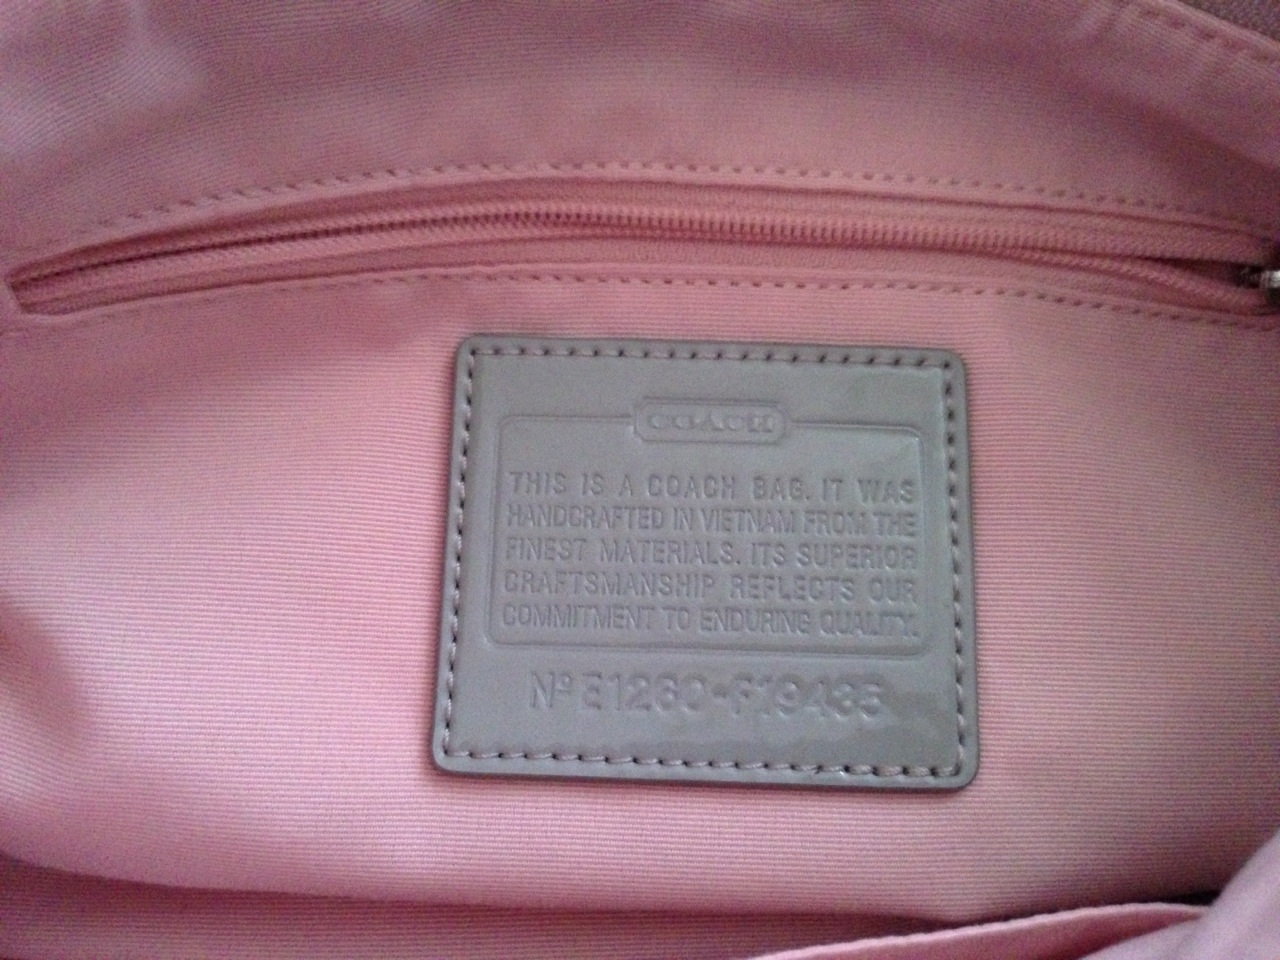 COACH
THIS IS A COACH BAG. IT WAS
HANDCRAFTED IN VIETNAM FROM THE
FINEST MATERIALS. ITS SUPERIOR
CRAFTSMANSHIP REFLECTS OUR
COMMITMENT TO ENDURING QUALITY.
Nº E1260-F19435